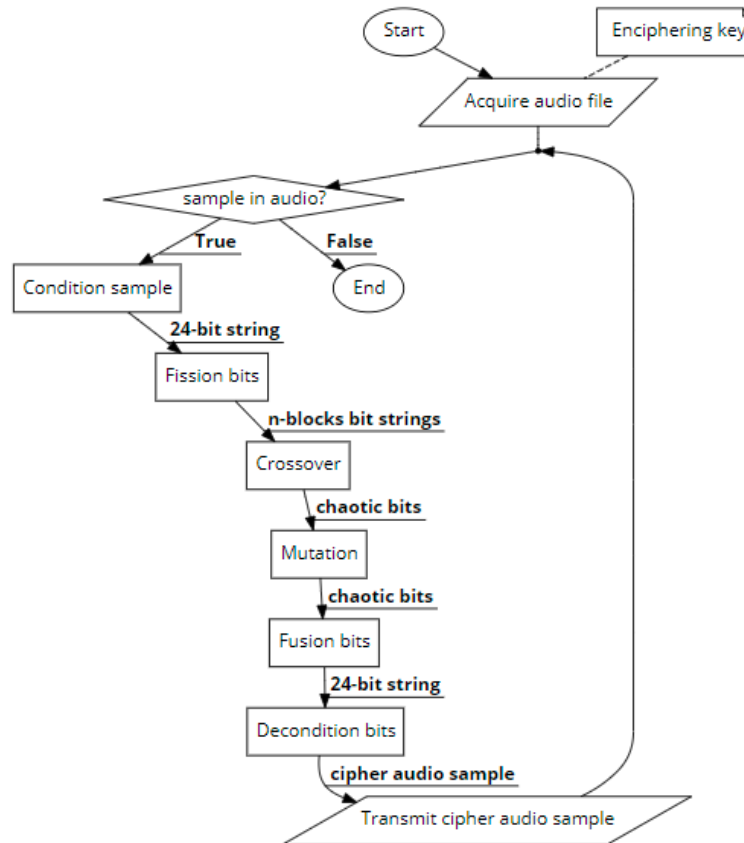 Start
Enciphering key
Acquire audio file
sample in audio?
True
False
Condition sample
End
24-bit string
Fission bits
n-blocks bit strings
Crossover
chaotic bits
Mutation
chaotic bits
Fusion bits
24-bit string
Decondition bits
cipher audio sample
Transmit cipher audio sample